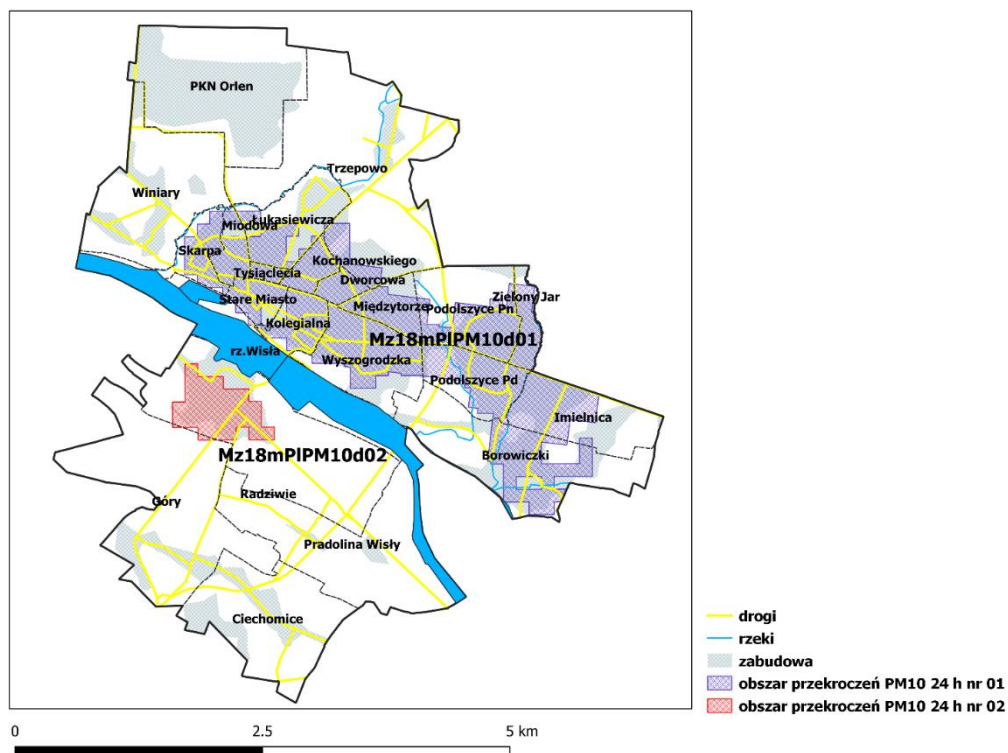 PKN Orlen
Trzepowo
Winiary
Łukasiewicza
Miodowa
Skarpa
Kochanowskiego
Tysiąclecia
Dworcowa
Zielony Jar
Stare Miasto
Międzytorze
Podolszyce Pn
Kolegialna
Mz18mPlPM10d01
rz.Wisła
Wyszogrodzka
Podolszyce Pd
Imielnica
Mz18mPlPM10d02
Borowiczki
Radziwie
Góry
Pradolina Wisły
Ciechomice
drogi
rzeki
zabudowa
obszar przekroczeń PM10 24 h nr 01
obszar przekroczeń PM10 24 h nr 02
0 2.5 5 km